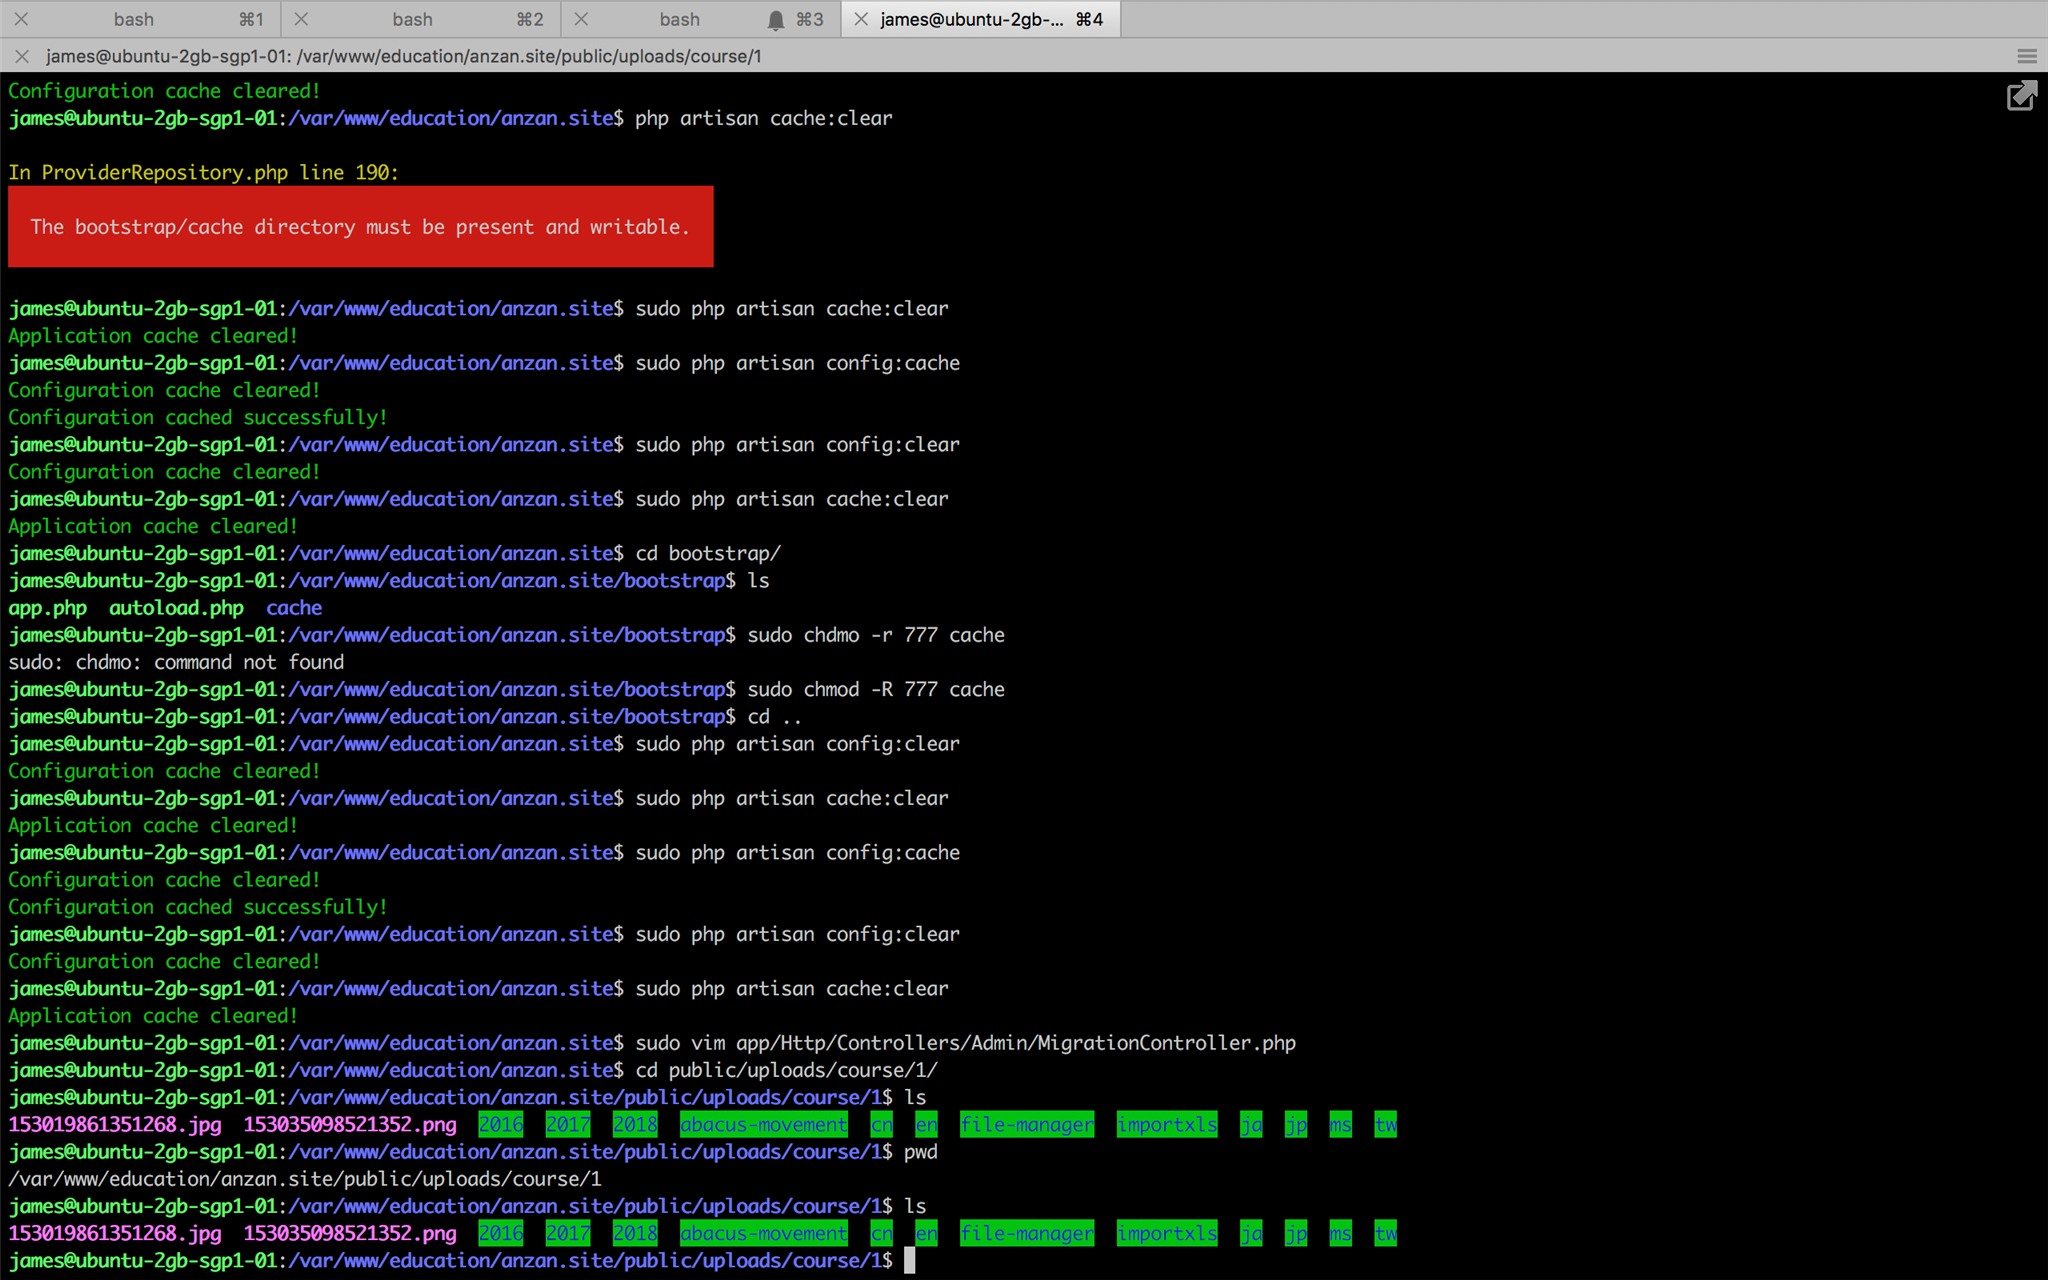 bash ⌘1 bash ⌘2 bash ⌘3 james@ubuntu-2gb-... ⌘4
james@ubuntu-2gb-sgp1-01: /var/www/education/anzan.site/public/uploads/course/1
Configuration cache cleared!
james@ubuntu-2gb-sgp1-01:/var/www/education/anzan.site$ php artisan cache:clear
In ProviderRepository.php line 190:
The bootstrap/cache directory must be present and writable.
james@ubuntu-2gb-sgp1-01:/var/www/education/anzan.site$ sudo php artisan cache:clear
Application cache cleared!
james@ubuntu-2gb-sgp1-01:/var/www/education/anzan.site$ sudo php artisan config:cache
Configuration cache cleared!
Configuration cached successfully!
james@ubuntu-2gb-sgp1-01:/var/www/education/anzan.site$ sudo php artisan config:clear
Configuration cache cleared!
james@ubuntu-2gb-sgp1-01:/var/www/education/anzan.site$ sudo php artisan cache:clear
Application cache cleared!
james@ubuntu-2gb-sgp1-01:/var/www/education/anzan.site$ cd bootstrap/
james@ubuntu-2gb-sgp1-01:/var/www/education/anzan.site/bootstrap$ ls
app.php autoload.php cache
james@ubuntu-2gb-sgp1-01:/var/www/education/anzan.site/bootstrap$ sudo chdmo -r 777 cache
sudo: chdmo: command not found
james@ubuntu-2gb-sgp1-01:/var/www/education/anzan.site/bootstrap$ sudo chmod -R 777 cache
james@ubuntu-2gb-sgp1-01:/var/www/education/anzan.site/bootstrap$ cd ..
james@ubuntu-2gb-sgp1-01:/var/www/education/anzan.site$ sudo php artisan config:clear
Configuration cache cleared!
james@ubuntu-2gb-sgp1-01:/var/www/education/anzan.site$ sudo php artisan cache:clear
Application cache cleared!
james@ubuntu-2gb-sgp1-01:/var/www/education/anzan.site$ sudo php artisan config:cache
Configuration cache cleared!
Configuration cached successfully!
james@ubuntu-2gb-sgp1-01:/var/www/education/anzan.site$ sudo php artisan config:clear
Configuration cache cleared!
james@ubuntu-2gb-sgp1-01:/var/www/education/anzan.site$ sudo php artisan cache:clear
Application cache cleared!
james@ubuntu-2gb-sgp1-01:/var/www/education/anzan.site$ sudo vim app/Http/Controllers/Admin/MigrationController.php
james@ubuntu-2gb-sgp1-01:/var/www/education/anzan.site$ cd public/uploads/course/1/
james@ubuntu-2gb-sgp1-01:/var/www/education/anzan.site/public/uploads/course/1$ ls
153019861351268.jpg 153035098521352.png 2016 2017 2018 abacus-movement cn en file-manager importxls ja jp ms tw
james@ubuntu-2gb-sgp1-01:/var/www/education/anzan.site/public/uploads/course/1$ pwd
/var/www/education/anzan.site/public/uploads/course/1
james@ubuntu-2gb-sgp1-01:/var/www/education/anzan.site/public/uploads/course/1$ ls
153019861351268.jpg 153035098521352.png 2016 2017 2018 abacus-movement cn en file-manager importxls ja jp ms tw
james@ubuntu-2gb-sgp1-01:/var/www/education/anzan.site/public/uploads/course/1$